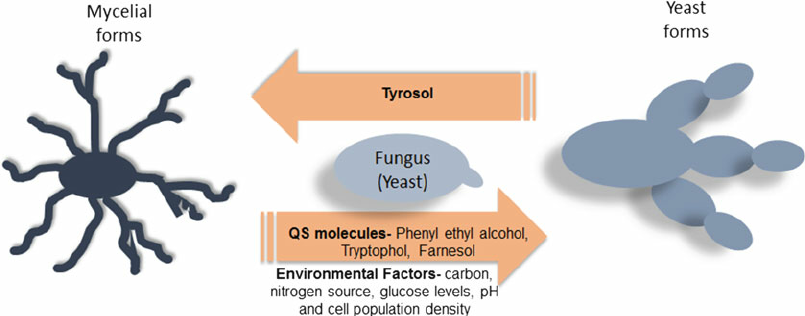 Mycelial
forms
Yeast
forms
Tyrosol
Fungus
(Yeast)
QS molecules- Phenyl ethyl alcohol,
Tryptophol, Farnesol
Environmental Factors- carbon,
nitrogen source, glucose levels, pH
and cell population density